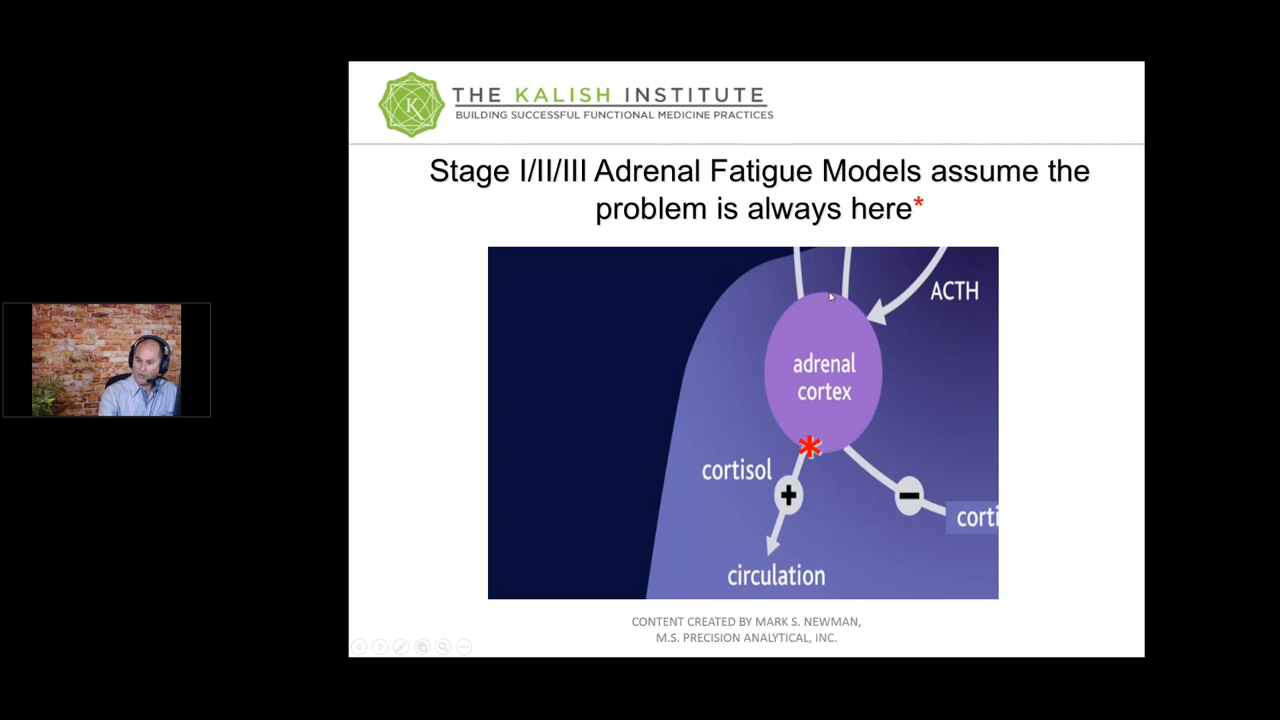 THE KALISH INSTITUTE
BUILDING SUCCESSFUL FUNCTIONAL MEDICINE PRACTICES
Stage I/II/III Adrenal Fatigue Models assume the
problem is always here*
ACTH
adrenal
cortex
*
cortisol
+
−
corti
circulation
CONTENT CREATED BY MARK S. NEWMAN,
M.S. PRECISION ANALYTICAL, INC.